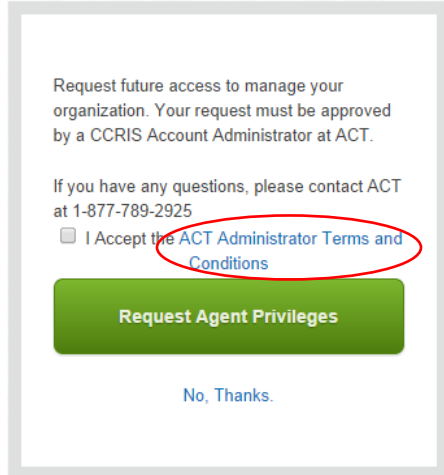 Request future access to manage your
organization. Your request must be approved
by a CCRIS Account Administrator at ACT.
If you have any questions, please contact ACT
at 1-877-789-2925
I Accept the ACT Administrator Terms and
Conditions
Request Agent Privileges
No, Thanks.